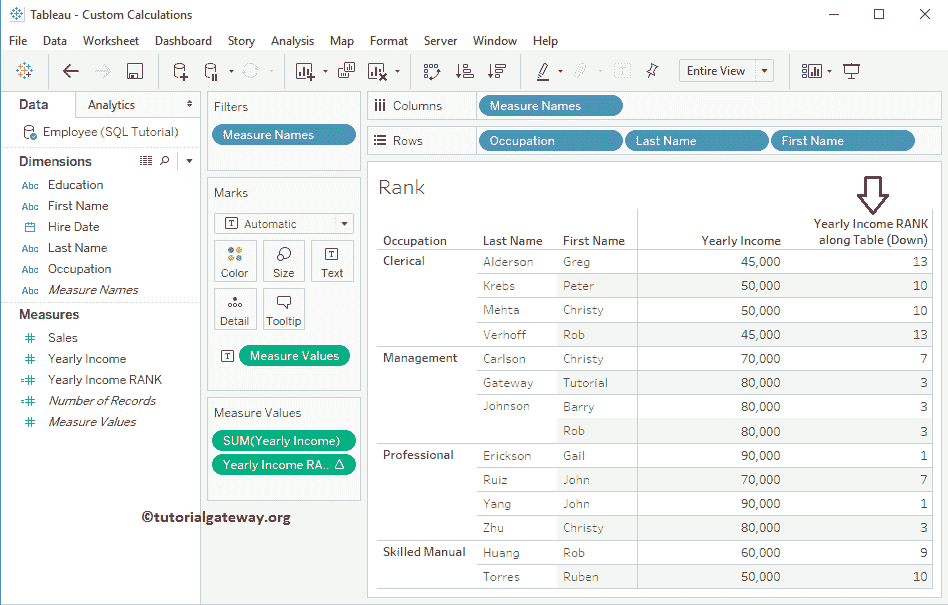 Tableau - Custom Calculations
File Data Worksheet Dashboard Story Analysis Map Format Server Window Help
Entire View
Data Analytics
Employee (SQL Tutorial)
Dimensions
Abc Education
Abc First Name
Hire Date
Abc Last Name
Abc Occupation
Abc Measure Names
Measures
# Sales
# Yearly Income
=# Yearly Income RANK
=# Number of Records
# Measure Values
Filters
Measure Names
Marks
T Automatic
Color Size Text
Detail Tooltip
T Measure Values
Measure Values
SUM(Yearly Income)
Yearly Income RA.. Δ
©tutorialgateway.org
Columns Measure Names
Rows Occupation Last Name First Name
Rank
Yearly Income RANK
Occupation Last Name First Name Yearly Income along Table (Down)
Clerical Alderson Greg 45,000 13
Krebs Peter 50,000 10
Mehta Christy 50,000 10
Verhoff Rob 45,000 13
Management Carlson Christy 70,000 7
Gateway Tutorial 80,000 3
Johnson Barry 80,000 3
Rob 80,000 3
Professional Erickson Gail 90,000 1
Ruiz John 70,000 7
Yang John 90,000 1
Zhu Christy 80,000 3
Skilled Manual Huang Rob 60,000 9
Torres Ruben 50,000 10